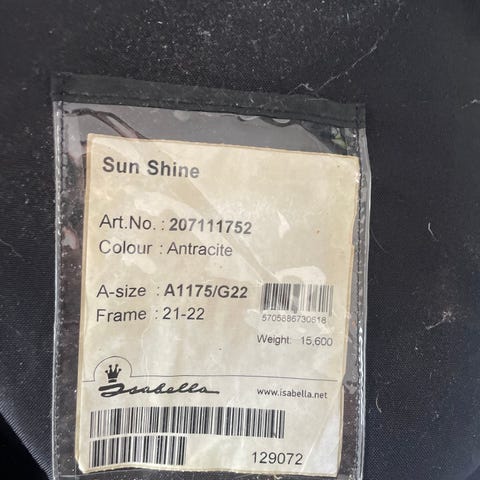 Sun Shine
Art.No. : 207111752
Colour : Antracite
A-size : A1175/G22
Frame : 21-22
5705886730618
Weight: 15,600
Isabella
www.isabella.net
129072